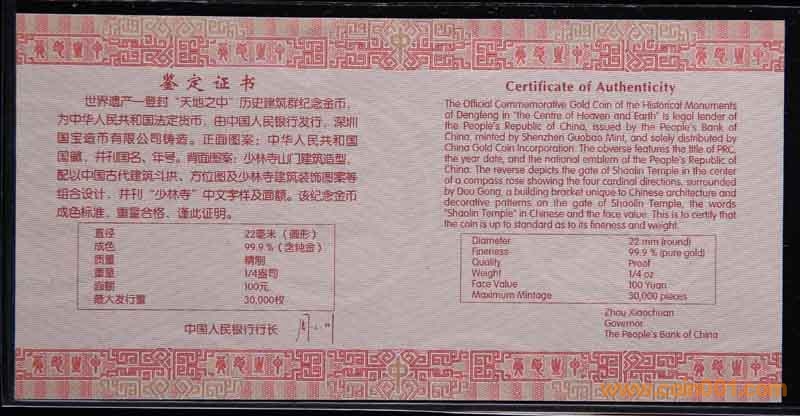 鉴定证书
世界遗产—登封“天地之中”历史建筑群纪念金币，
为中华人民共和国法定货币，由中国人民银行发行，深圳
国宝造币有限公司铸造。正面图案：中华人民共和国
国徽，并刊国名、年号。背面图案：少林寺山门建筑造型，
配以中国古代建筑斗拱、方位图及少林寺建筑装饰图案等
组合设计，并刊“少林寺”中文字样及面额。该纪念金币
成色标准，重量合格，谨此证明。
直径 22毫米（圆形）
成色 99.9％（含纯金）
质量 精制
重量 1/4盎司
面额 100元
最大发行量 30,000枚
中国人民银行行长
Certificate of Authenticity
The Official Commemorative Gold Coin of the Historical Monuments
of Dengfeng in "the Centre of Heaven and Earth" is legal tender of
the People's Republic of China, issued by the People's Bank of
China, minted by Shenzhen Guobao Mint, and solely distributed by
China Gold Coin Incorporation. The obverse features the title of PRC,
the year date, and the national emblem of the People's Republic of
China. The reverse depicts the gate of Shaolin Temple in the center
of a compass rose showing the four cardinal directions, surrounded
by Dou Gong, a building bracket unique to Chinese architecture and
decorative patterns on the gate of Shaolin Temple, the words
"Shaolin Temple" in Chinese and the face value. This is to certify that
the coin is up to standard as to its fineness and weight.
Diameter 22 mm (round)
Fineness 99.9 % (pure gold)
Quality Proof
Weight 1/4 oz
Face Value 100 Yuan
Maximum Mintage 30,000 pieces
Zhou Xiaochuan
Governor
The People's Bank of China